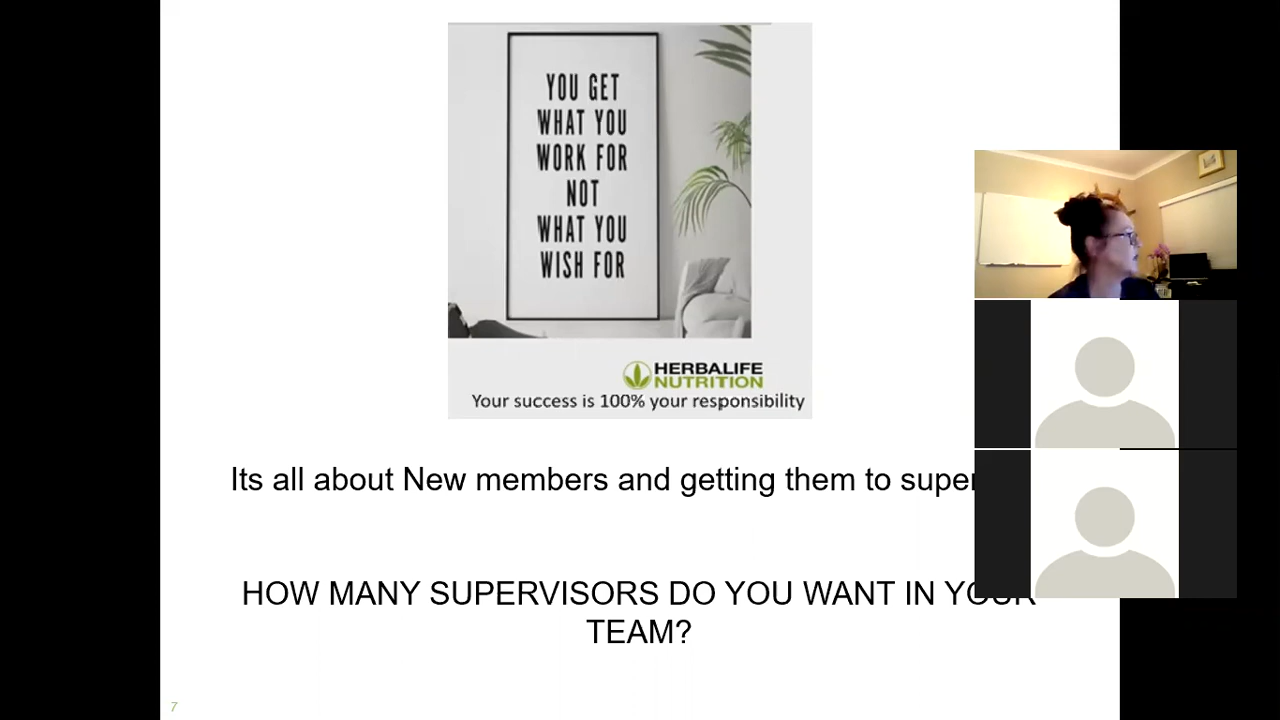 YOU GET
WHAT YOU
WORK FOR
NOT
WHAT YOU
WISH FOR
HERBALIFE
NUTRITION
Your success is 100% your responsibility
Its all about New members and getting them to
HOW MANY SUPERVISORS DO YOU WANT IN YOUR
TEAM?
7